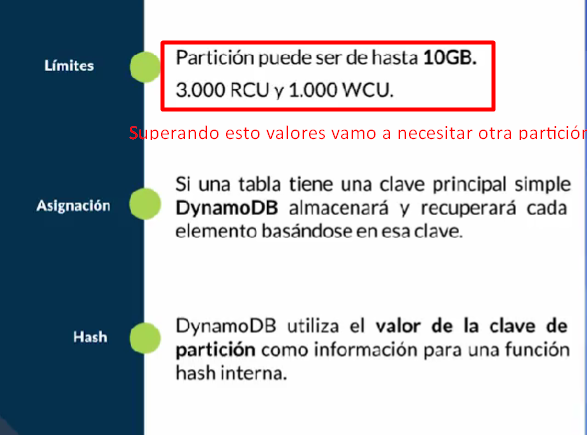 Límites
Partición puede ser de hasta 10GB.
3.000 RCU y 1.000 WCU.
Superando esto valores vamo a necesitar otra partición
Asignación
Si una tabla tiene una clave principal simple
DynamoDB almacenará y recuperará cada
elemento basándose en esa clave.
Hash
DynamoDB utiliza el valor de la clave de
partición como información para una función
hash interna.